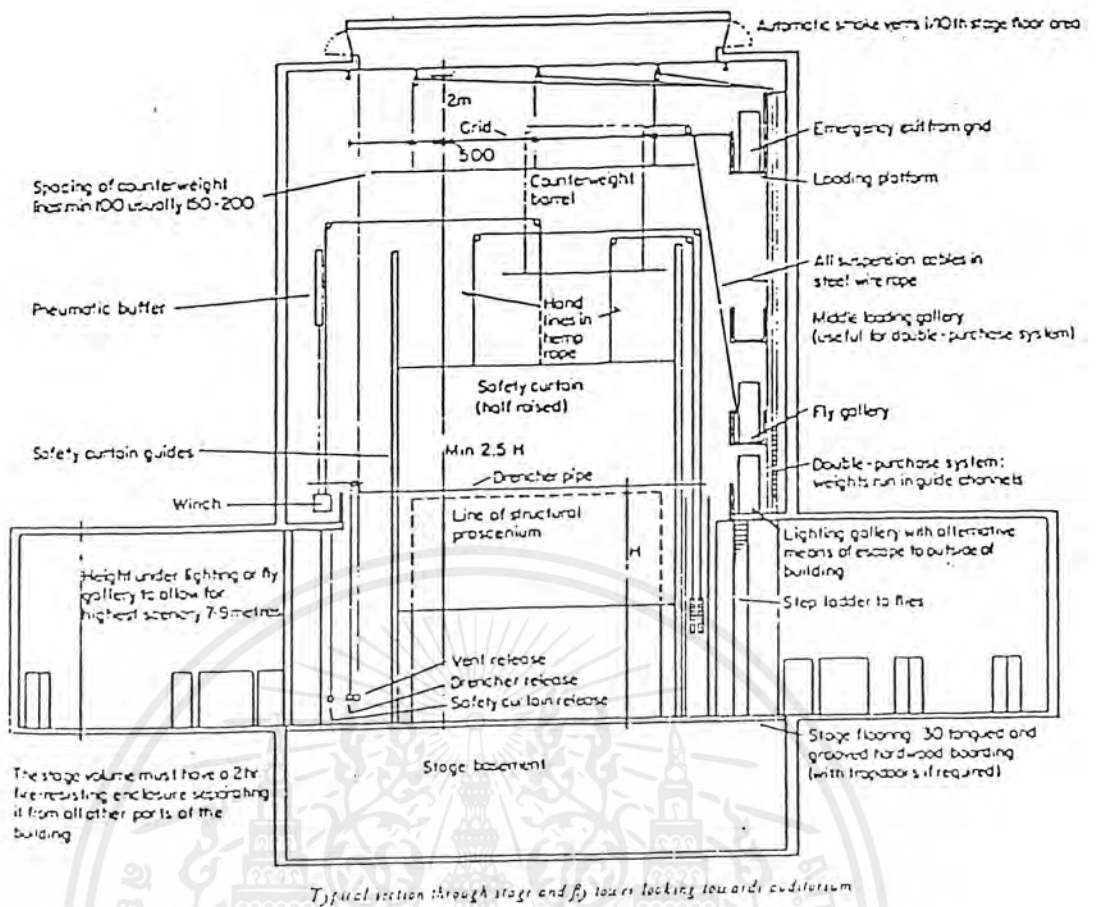 Automatic smoke vents 1/10th stage floor area
2m
Grid
500
Emergency exit from grid
Loading platform
Spacing of counterweight
lines min 100 usually 150-200
Counterweight
barrel
All suspension cables in
steel wire rope
Pneumatic buffer
Hand
lines in
hemp
rope
Middle loading gallery
(useful for double-purchase system)
Safety curtain
(half raised)
Fly gallery
Safety curtain guides
Min 2.5 H
Drencher pipe
Double-purchase system:
weights run in guide channels
Winch
Line of structural
proscenium
H
Lighting gallery with alternative
means of escape to outside of
building
Height under lighting or fly
gallery to allow for
highest scenery 7-9 metres
Step ladder to flies
Vent release
Drencher release
Safety curtain release
Stage flooring: 30 tongued and
grooved hardwood boarding
(with trapdoors if required)
Stage basement
The stage volume must have a 2hr
fire-resisting enclosure separating
it from all other parts of the
building
Typical section through stage and fly tower looking towards auditorium